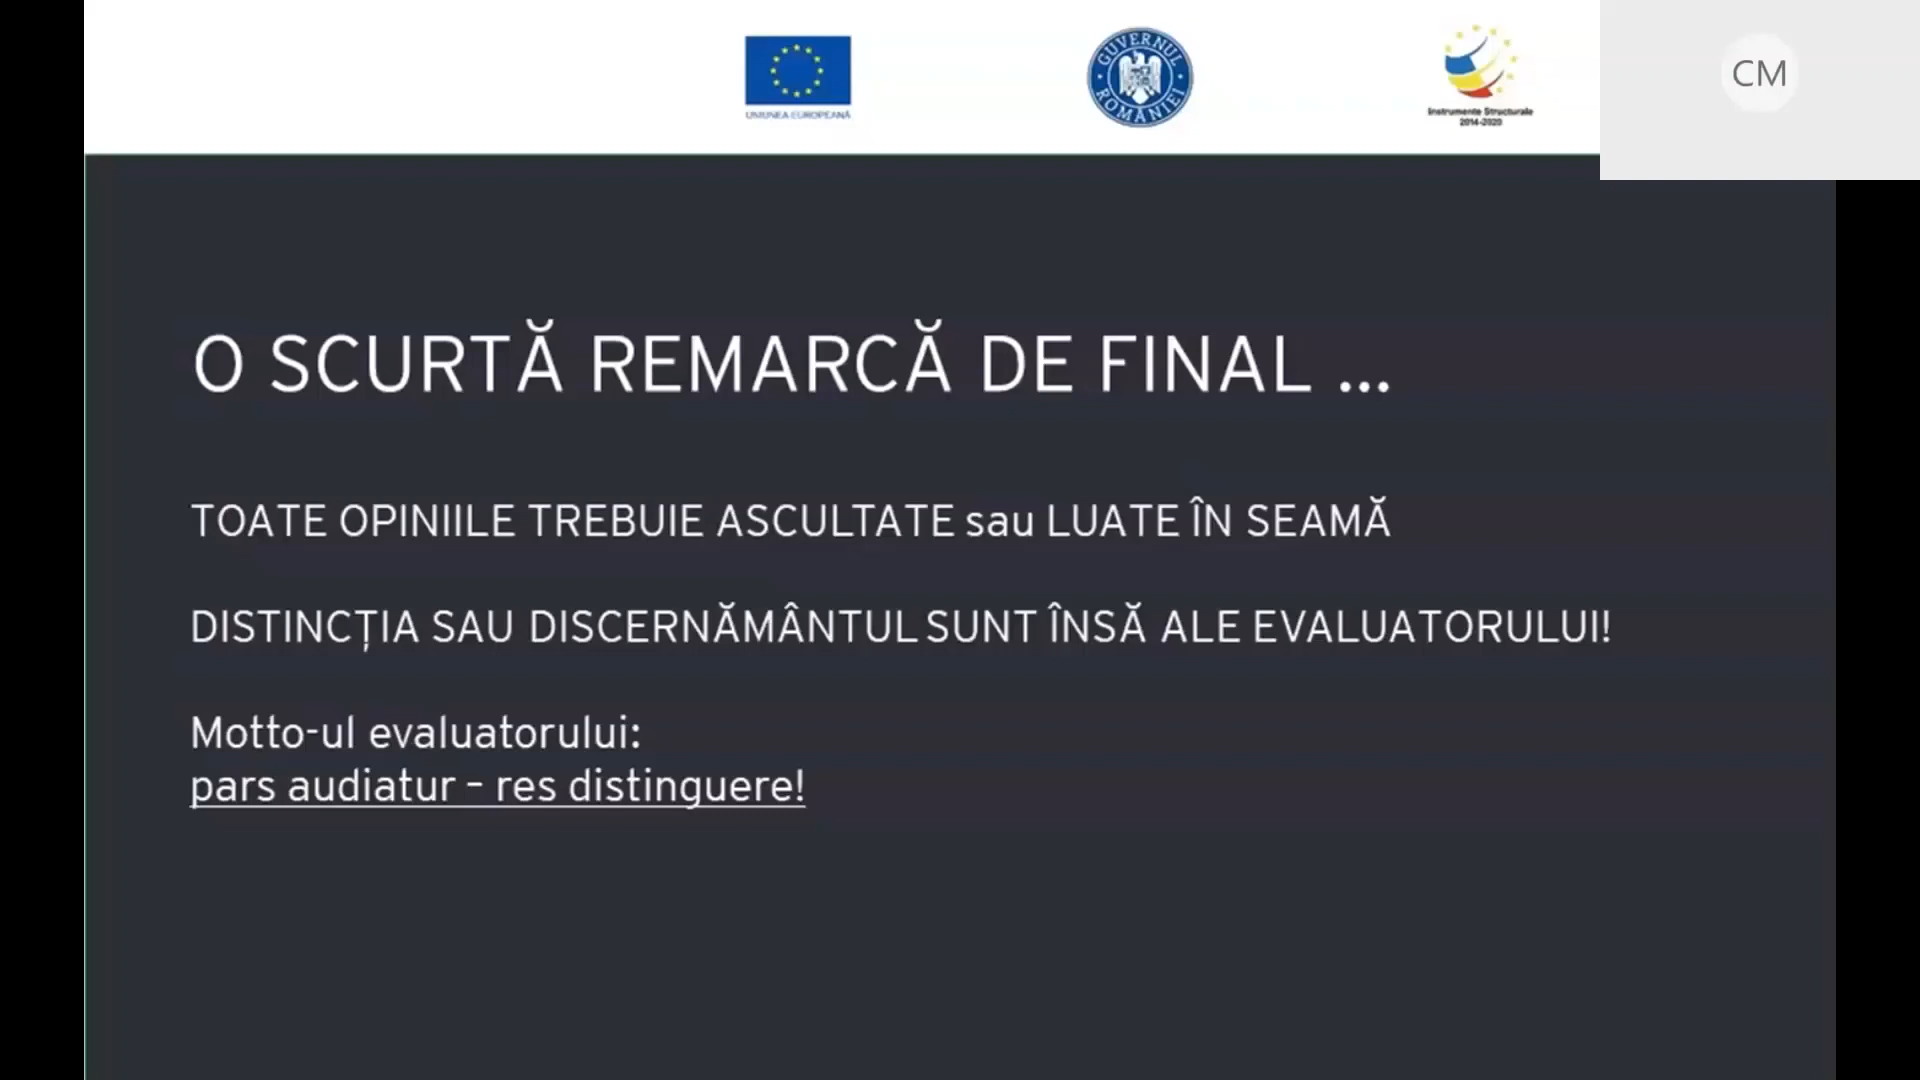 UNIUNEA EUROPEANĂ
GUVERNUL ROMÂNIEI
Instrumente Structurale
2014-2020
CM
O SCURTĂ REMARCĂ DE FINAL ...
TOATE OPINIILE TREBUIE ASCULTATE sau LUATE ÎN SEAMĂ
DISTINCȚIA SAU DISCERNĂMÂNTUL SUNT ÎNSĂ ALE EVALUATORULUI!
Motto-ul evaluatorului:
pars audiatur – res distinguere!